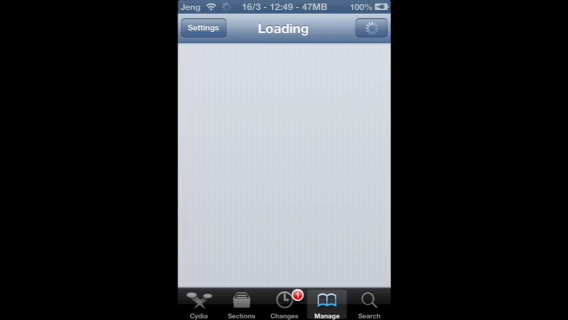 Jeng 16/3 - 12:49 - 47MB 100%
Settings Loading
1
Cydia Sections Changes Manage Search